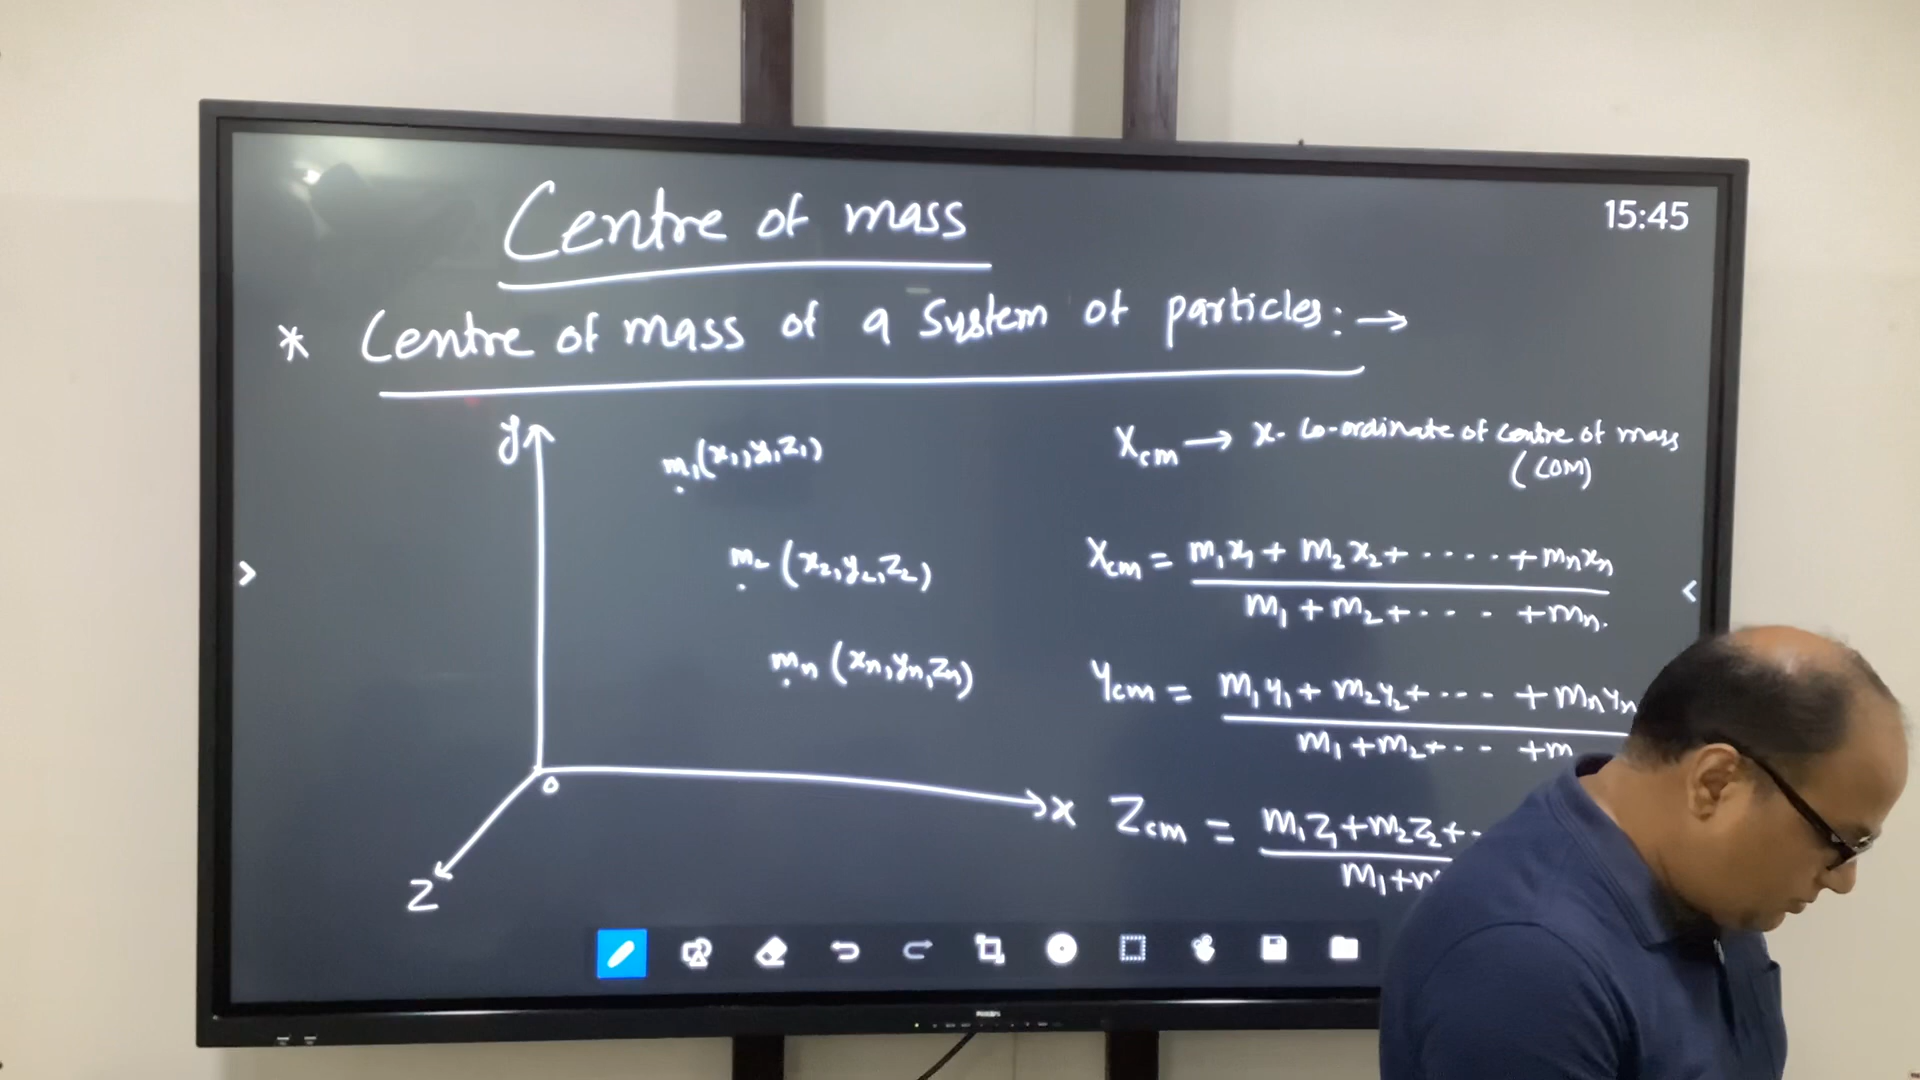 Centre of mass
15:45
* Centre of mass of a system of particles: →
y
m₁(x₁,y₁,z₁)
m₂ (x₂,y₂,z₂)
mₙ (xₙ,yₙ,zₙ)
o
x
z
Xcm → x- co-ordinate of centre of mass
(COM)
Xcm = m₁x₁ + m₂x₂ + ..... + mₙxₙ
m₁ + m₂ + .... + mₙ.
Ycm = m₁y₁ + m₂y₂ + .... + mₙyₙ
m₁ + m₂ + .. + m
Zcm = m₁z₁ + m₂z₂ + ..
m₁ +
PHILIPS